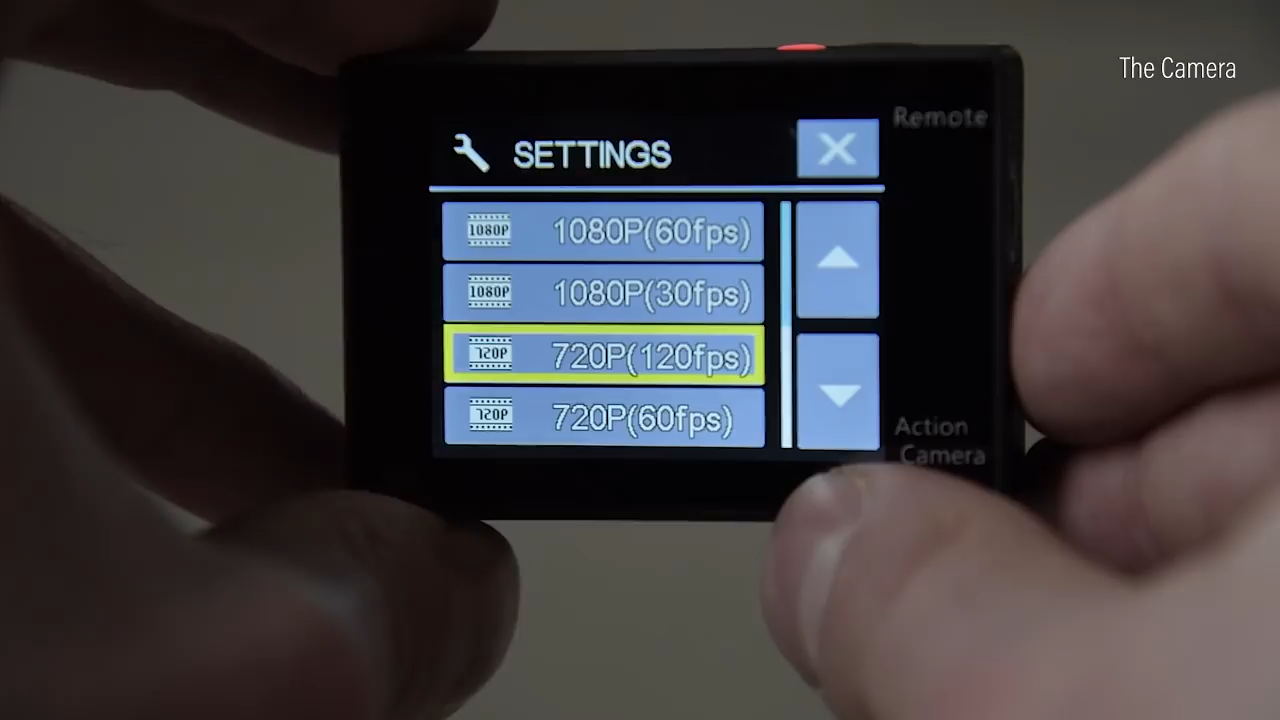 The Camera
Remote
SETTINGS
X
1080P 1080P(60fps)
1080P 1080P(30fps)
720P 720P(120fps)
720P 720P(60fps)
Action
Camera